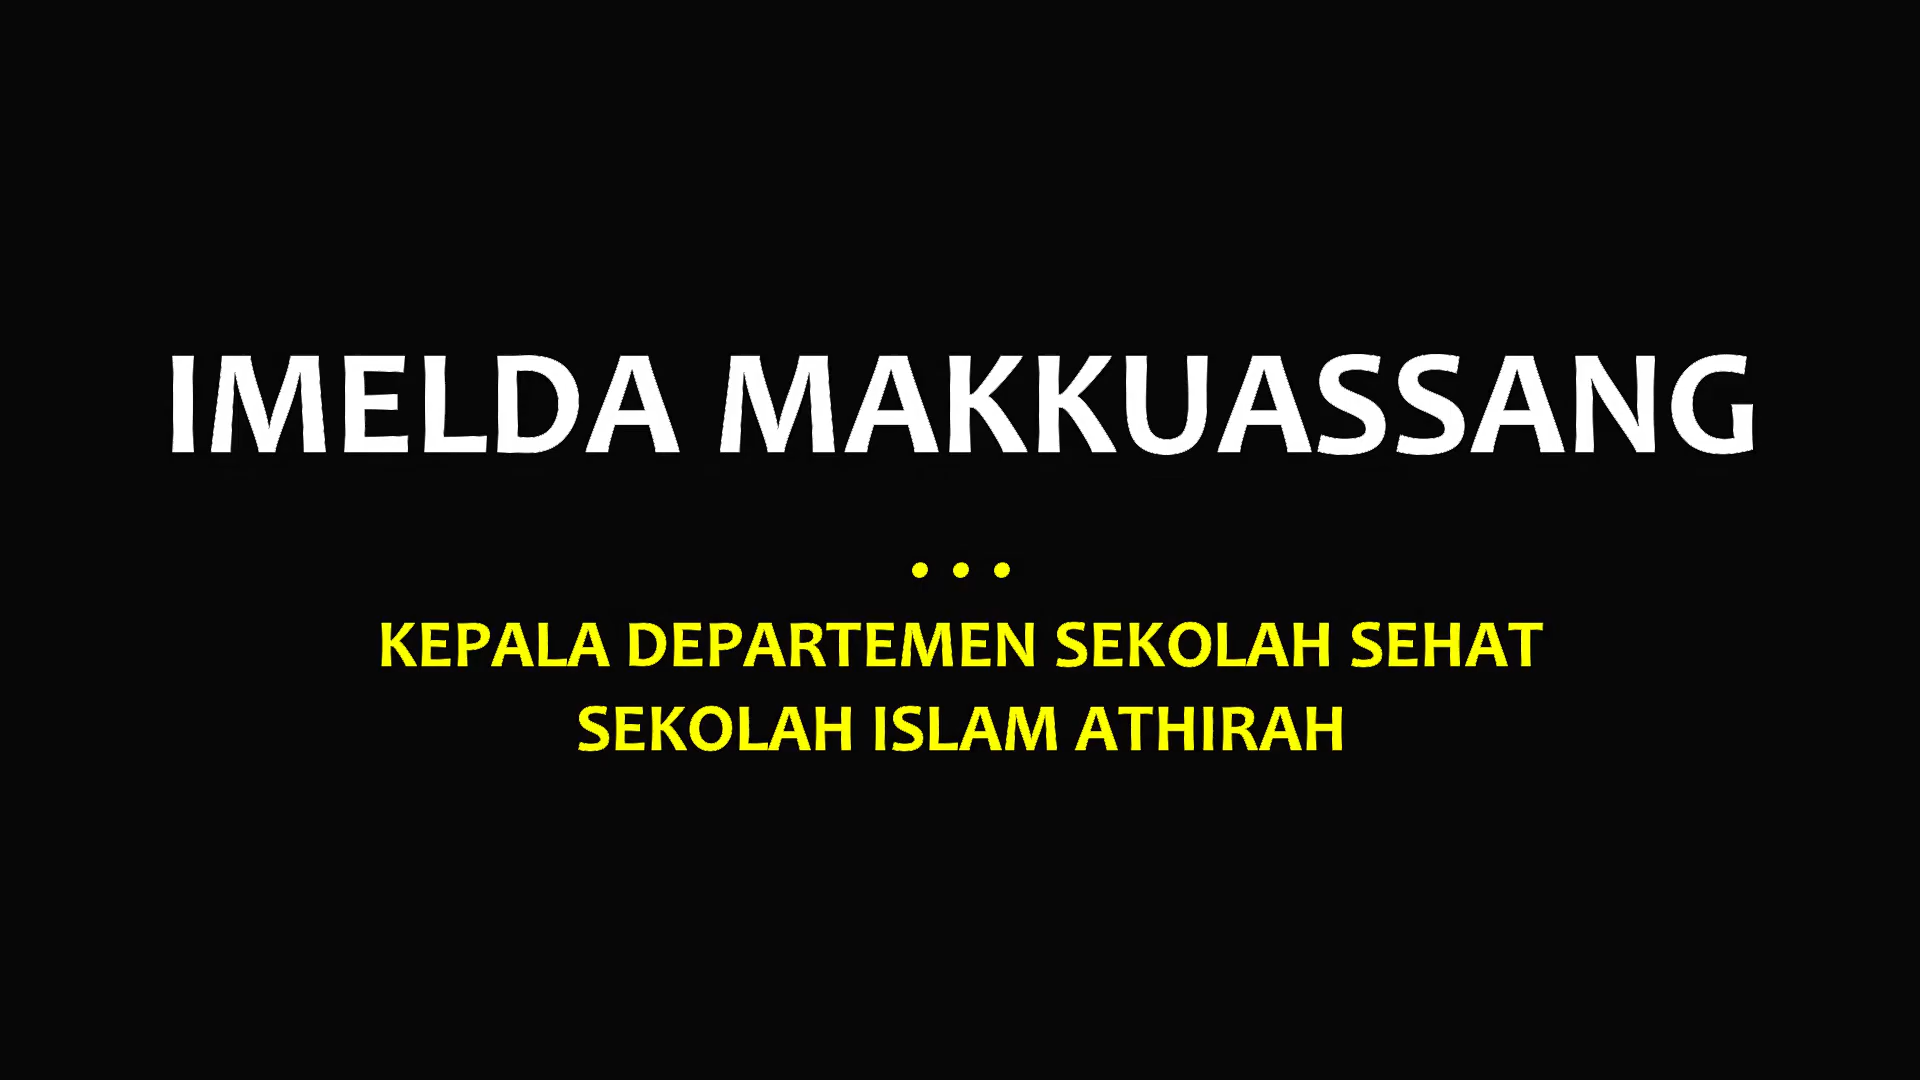 IMELDA MAKKUASSANG
...
KEPALA DEPARTEMEN SEKOLAH SEHAT
SEKOLAH ISLAM ATHIRAH